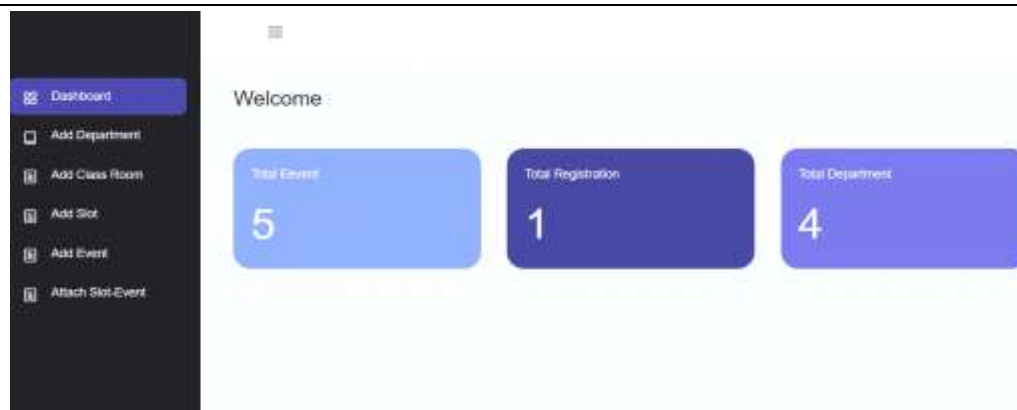 Dashboard
Add Department
Add Class Room
Add Slot
Add Event
Attach Slot-Event
Welcome
Total Eevent
5
Total Registration
1
Total Department
4